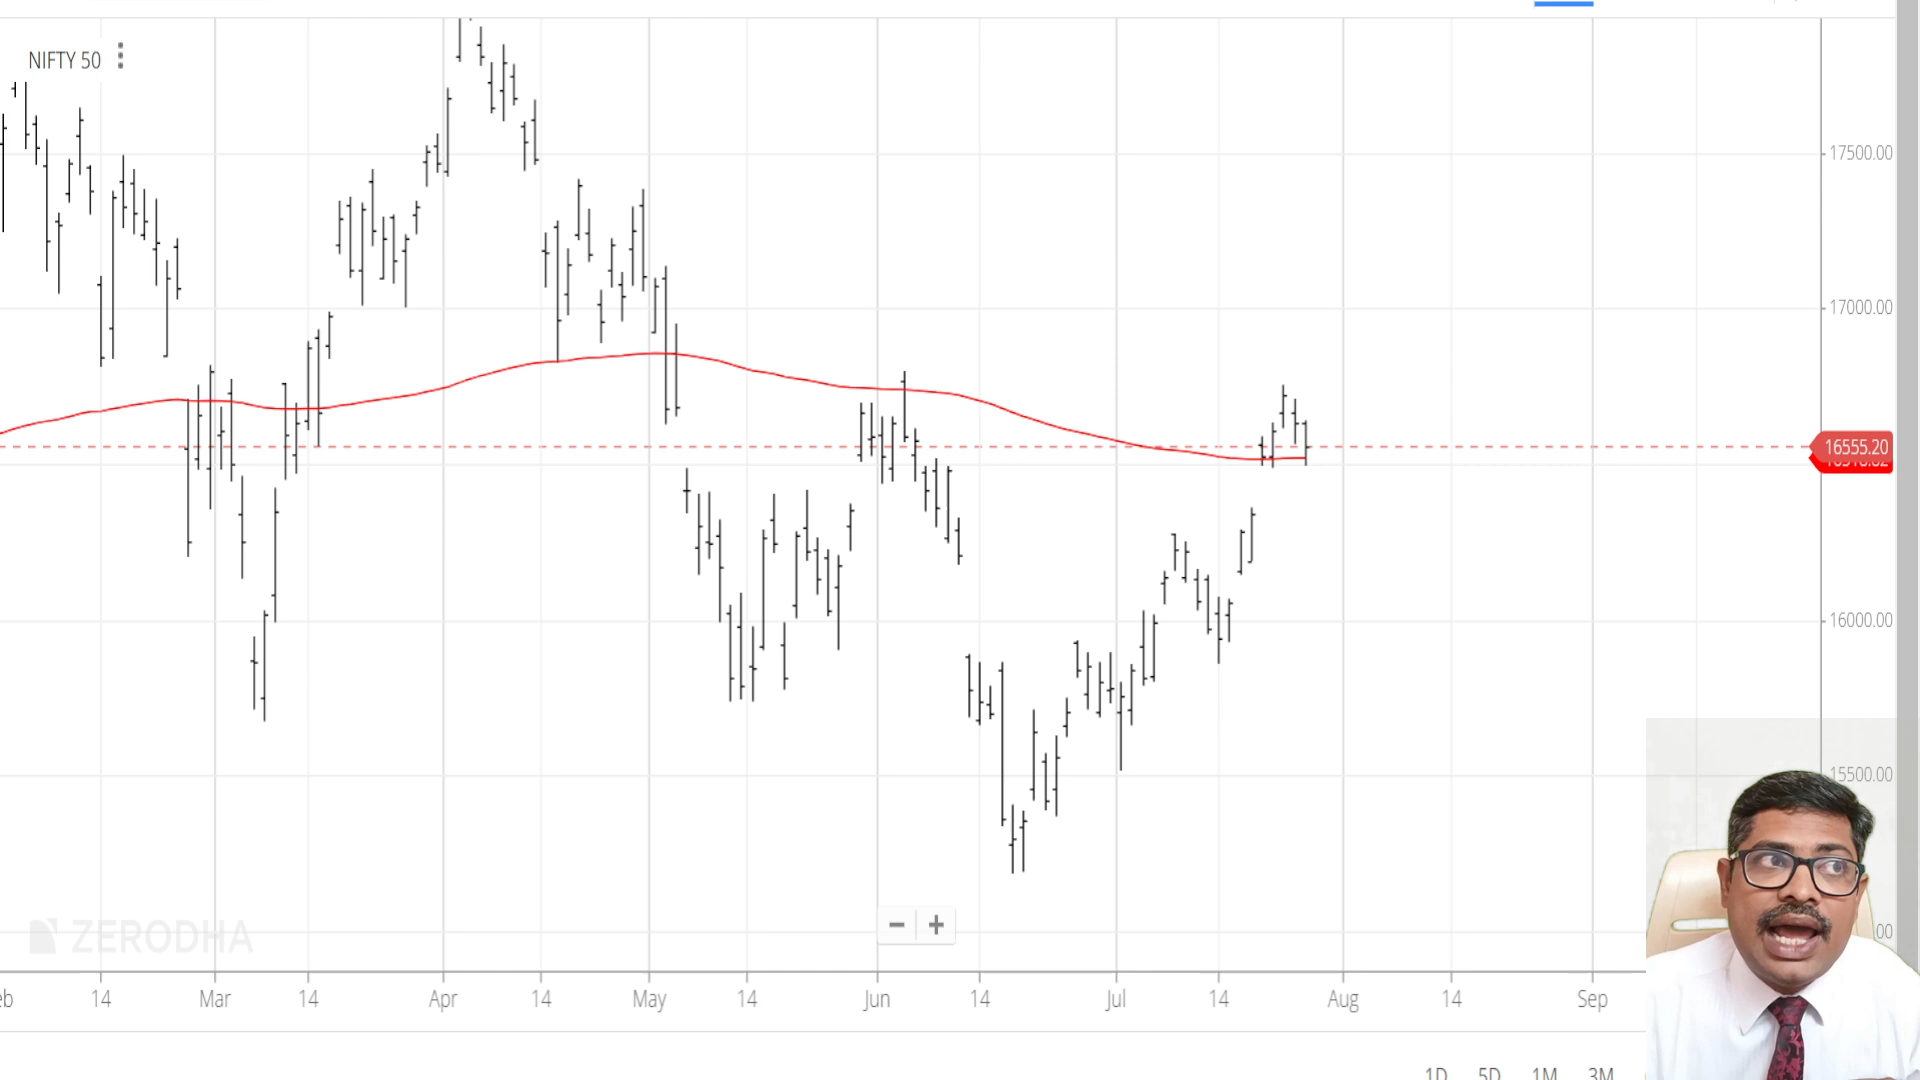 NIFTY 50
17500.00
17000.00
16555.20
16000.00
15500.00
ZERODHA
14 Mar 14 Apr 14 May 14 Jun 14 Jul 14 Aug 14 Sep
1D 5D 1M 3M